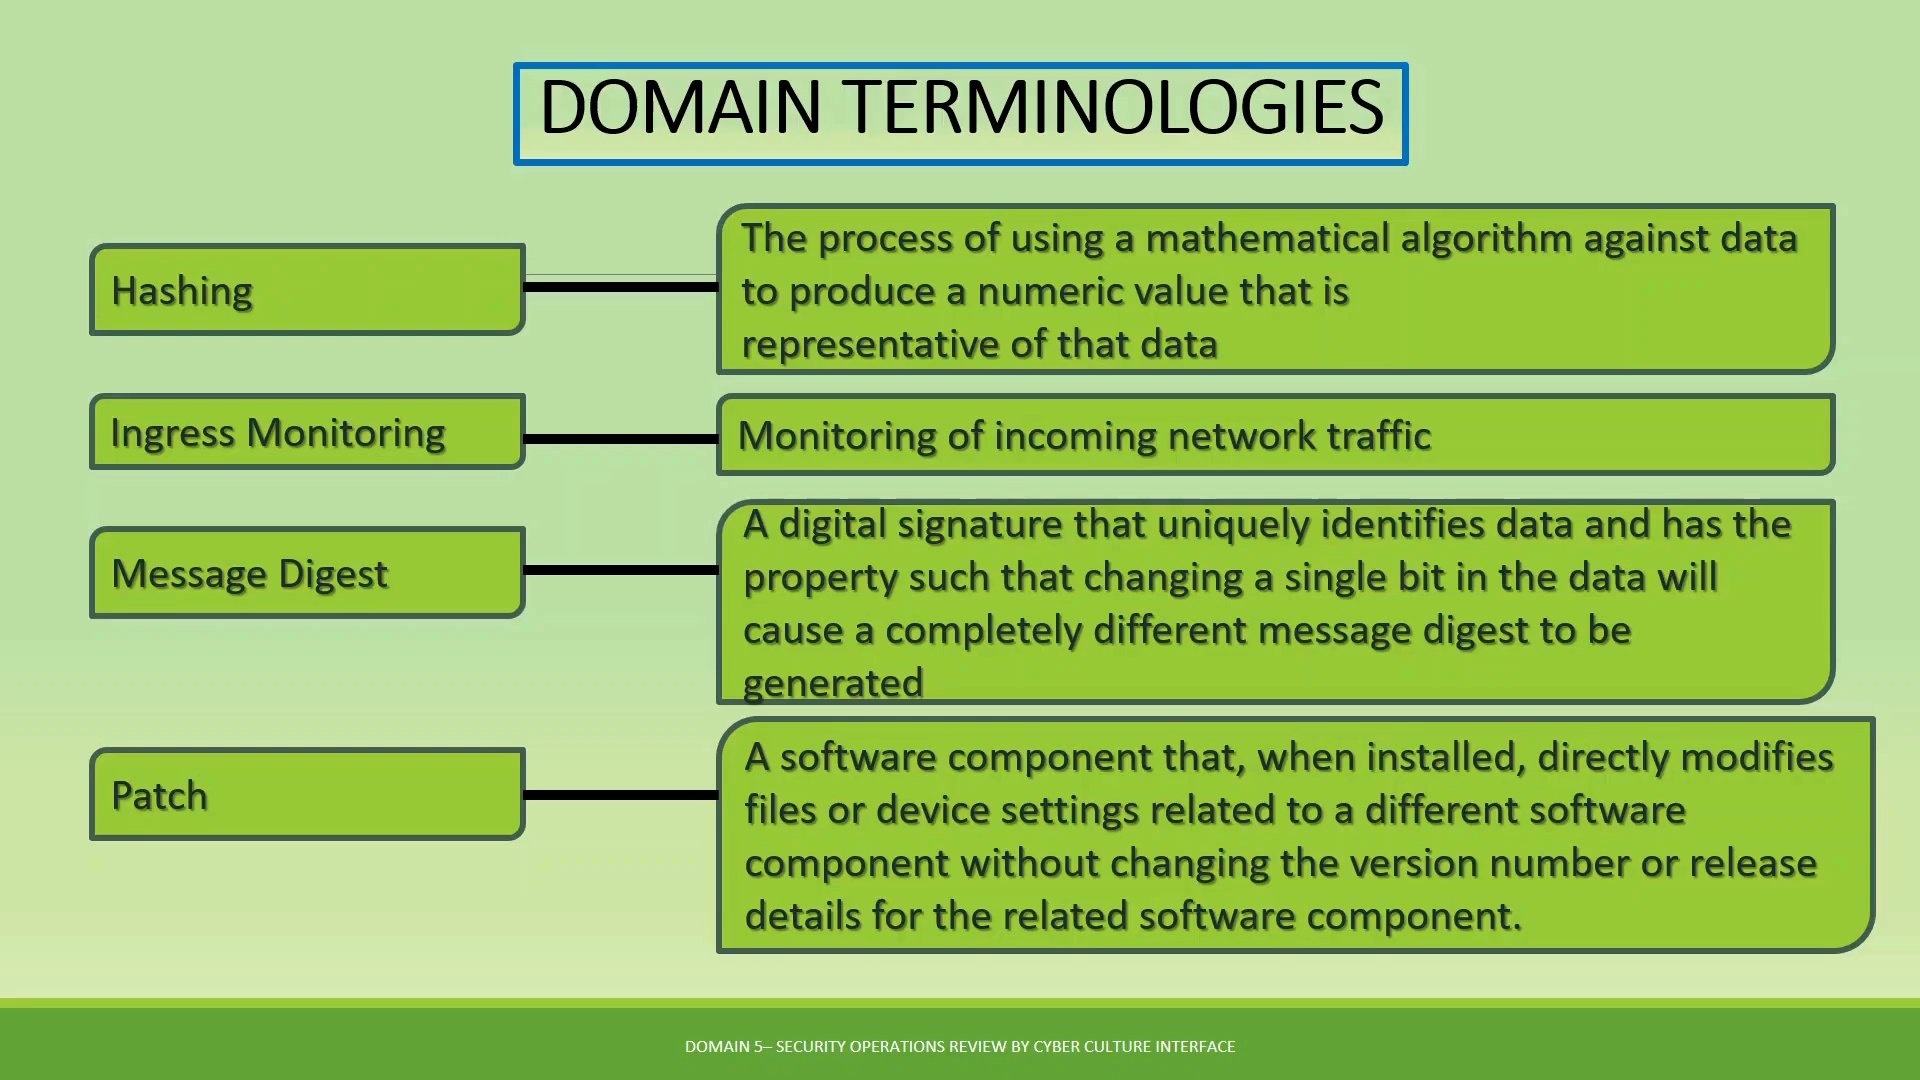 DOMAIN TERMINOLOGIES
Hashing
The process of using a mathematical algorithm against data
to produce a numeric value that is
representative of that data
Ingress Monitoring
Monitoring of incoming network traffic
Message Digest
A digital signature that uniquely identifies data and has the
property such that changing a single bit in the data will
cause a completely different message digest to be
generated
Patch
A software component that, when installed, directly modifies
files or device settings related to a different software
component without changing the version number or release
details for the related software component.
DOMAIN 5– SECURITY OPERATIONS REVIEW BY CYBER CULTURE INTERFACE